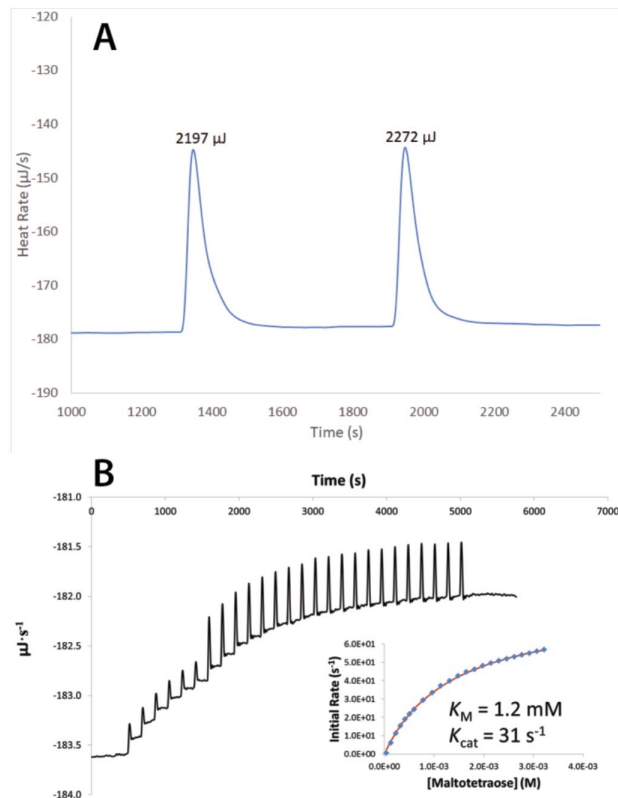 A
-120
-130
-140
-150
-160
-170
-180
-190
Heat Rate (µJ/s)
2197 µJ
2272 µJ
1000 1200 1400 1600 1800 2000 2200 2400
Time (s)
B
Time (s)
0 1000 2000 3000 4000 5000 6000 7000
-181.0
-181.5
-182.0
-182.5
-183.0
-183.5
-184.0
µJ·s⁻¹
6.0E+01
5.0E+01
4.0E+01
3.0E+01
2.0E+01
1.0E+01
0.0E+00
Initial Rate (s⁻¹)
K_M = 1.2 mM
K_cat = 31 s⁻¹
0.0E+00 1.0E-03 2.0E-03 3.0E-03 4.0E-03
[Maltotetraose] (M)